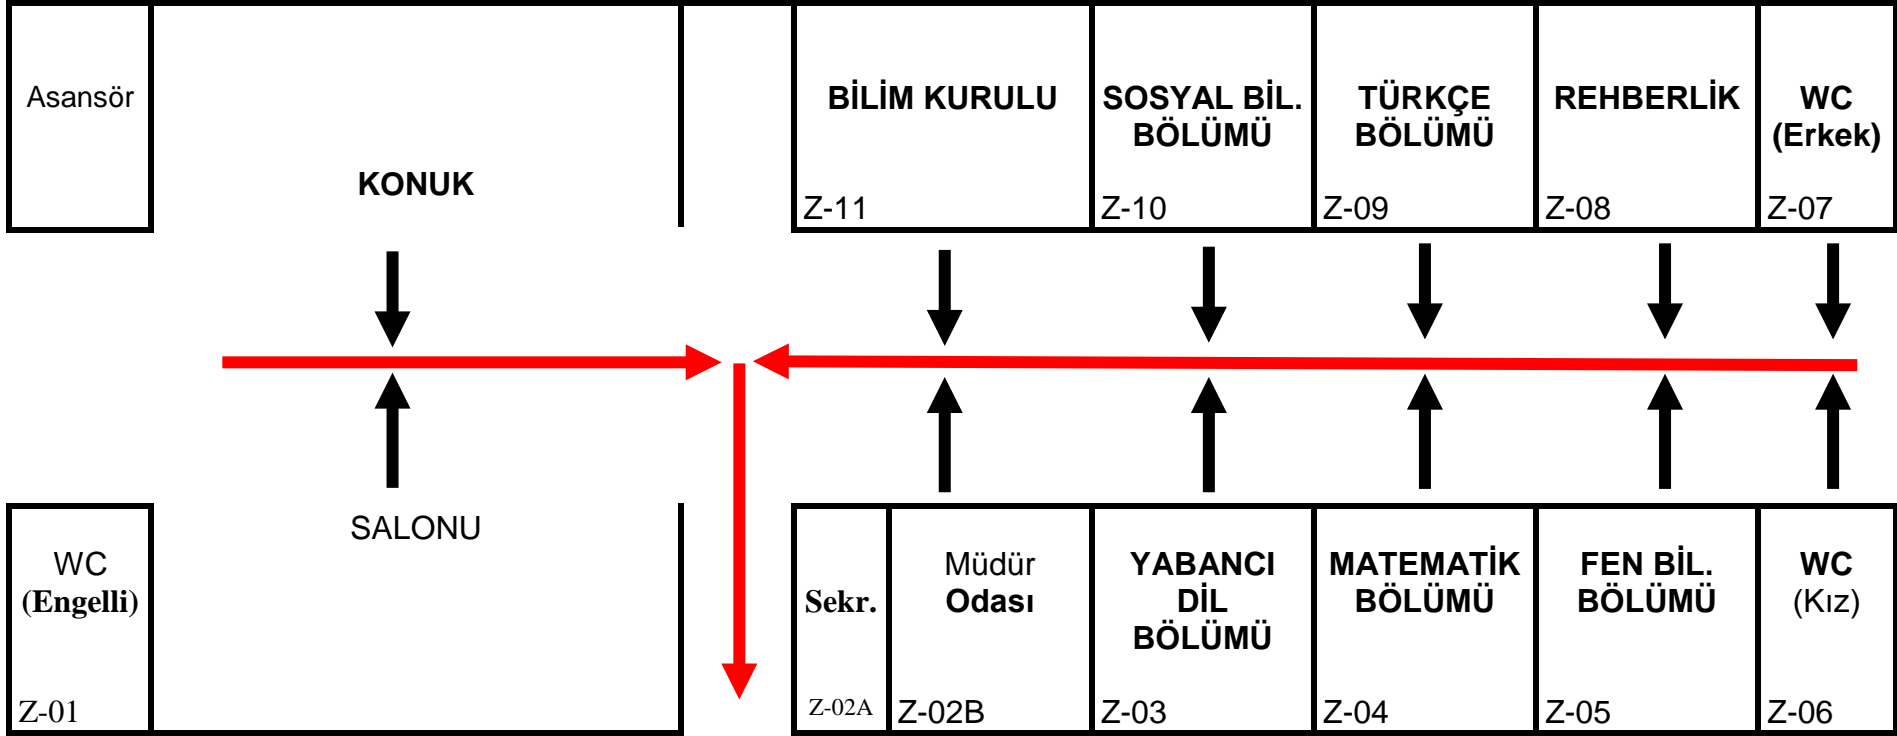 Asansör
KONUK
BİLİM KURULU
Z-11
SOSYAL BİL.
BÖLÜMÜ
Z-10
TÜRKÇE
BÖLÜMÜ
Z-09
REHBERLİK
Z-08
WC
(Erkek)
Z-07
WC
(Engelli)
Z-01
SALONU
Sekr.
Z-02A
Müdür
Odası
Z-02B
YABANCI
DİL
BÖLÜMÜ
Z-03
MATEMATİK
BÖLÜMÜ
Z-04
FEN BİL.
BÖLÜMÜ
Z-05
WC
(Kız)
Z-06